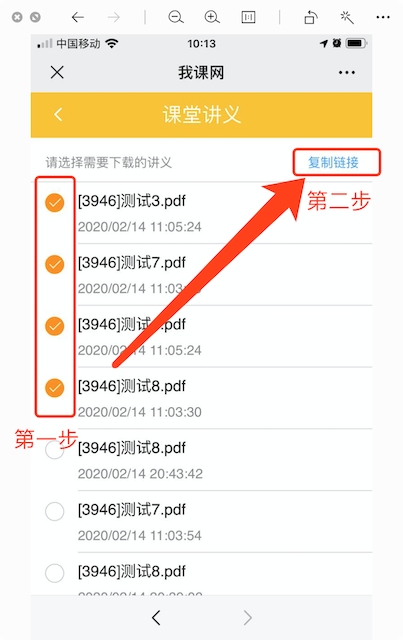 中国移动
10:13
我课网
课堂讲义
请选择需要下载的讲义
复制链接
第二步
[3946]测试3.pdf
2020/02/14 11:05:24
[3946]测试7.pdf
2020/02/14 11:03:
[3946]测试 .pdf
2020/02/14 11:05:24
[3946]测试8.pdf
2020/02/14 11:03:30
第一步
[3946]测试8.pdf
2020/02/14 20:43:42
[3946]测试7.pdf
2020/02/14 11:03:54
[3946]测试8.pdf